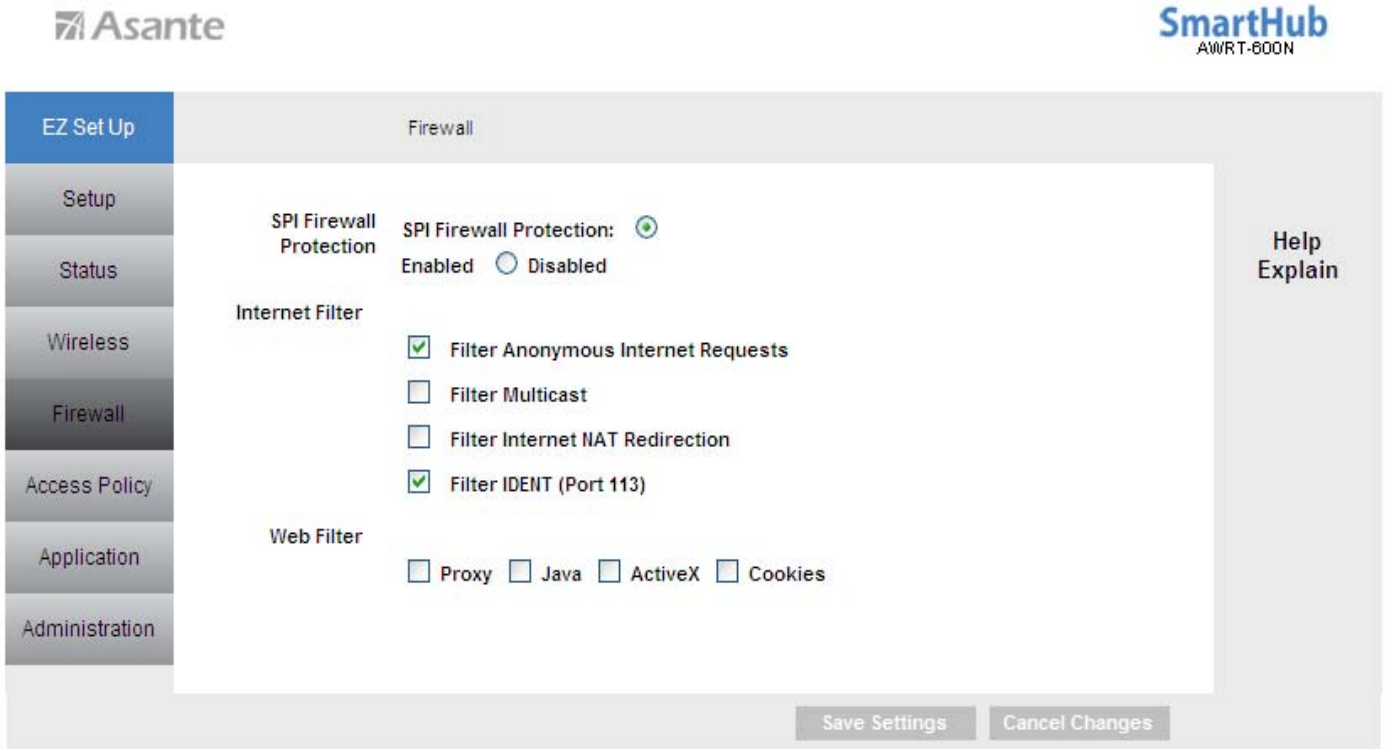 Asante
SmartHub
AWRT-600N
EZ Set Up
Firewall
Setup
Status
Wireless
Firewall
Access Policy
Application
Administration
SPI Firewall
Protection
SPI Firewall Protection:
Enabled Disabled
Internet Filter
Filter Anonymous Internet Requests
Filter Multicast
Filter Internet NAT Redirection
Filter IDENT (Port 113)
Web Filter
Proxy Java ActiveX Cookies
Help
Explain
Save Settings Cancel Changes